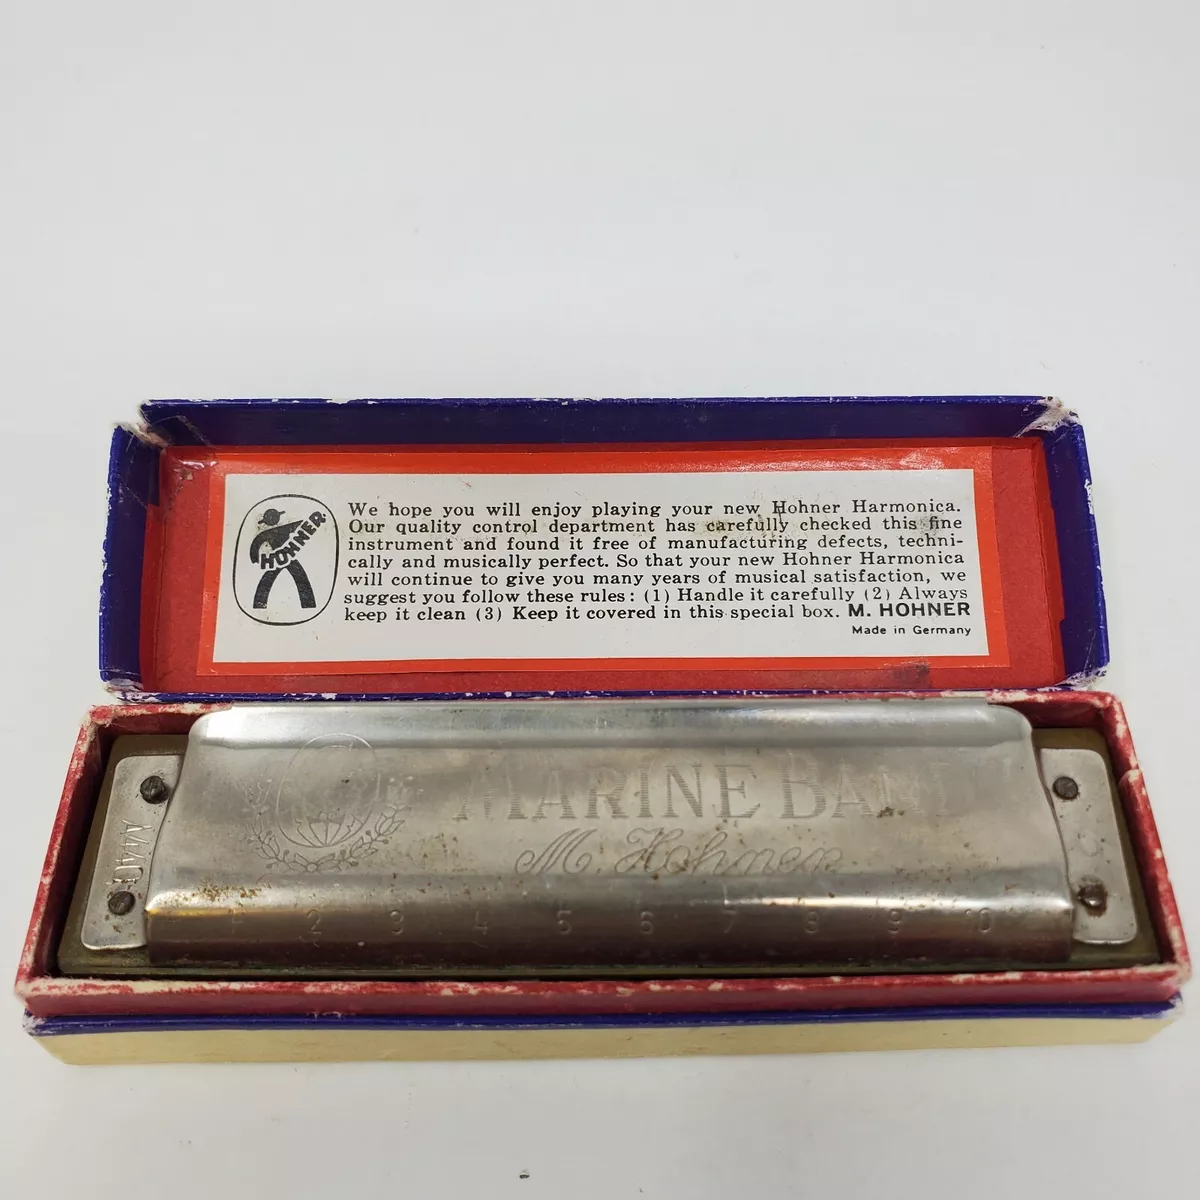 HOHNER
We hope you will enjoy playing your new Hohner Harmonica.
Our quality control department has carefully checked this fine
instrument and found it free of manufacturing defects, techni-
cally and musically perfect. So that your new Hohner Harmonica
will continue to give you many years of musical satisfaction, we
suggest you follow these rules: (1) Handle it carefully (2) Always
keep it clean (3) Keep it covered in this special box. M. HOHNER
Made in Germany
MARINE BAND
M. Hohner
1 2 3 4 5 6 7 8 9 10